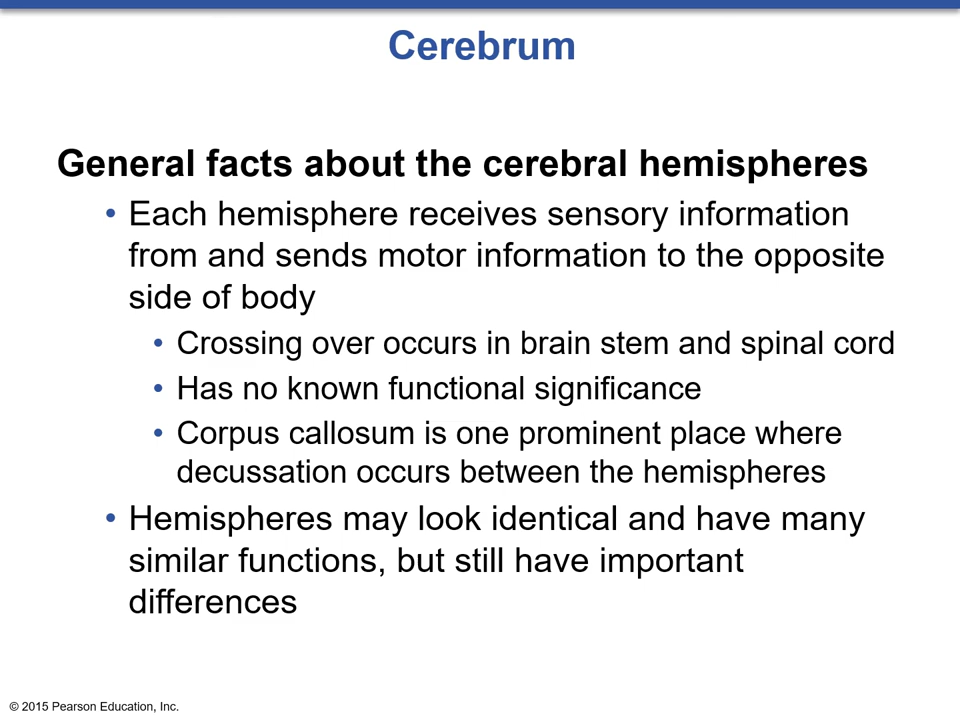 Cerebrum
General facts about the cerebral hemispheres
• Each hemisphere receives sensory information
from and sends motor information to the opposite
side of body
• Crossing over occurs in brain stem and spinal cord
• Has no known functional significance
• Corpus callosum is one prominent place where
decussation occurs between the hemispheres
• Hemispheres may look identical and have many
similar functions, but still have important
differences
© 2015 Pearson Education, Inc.